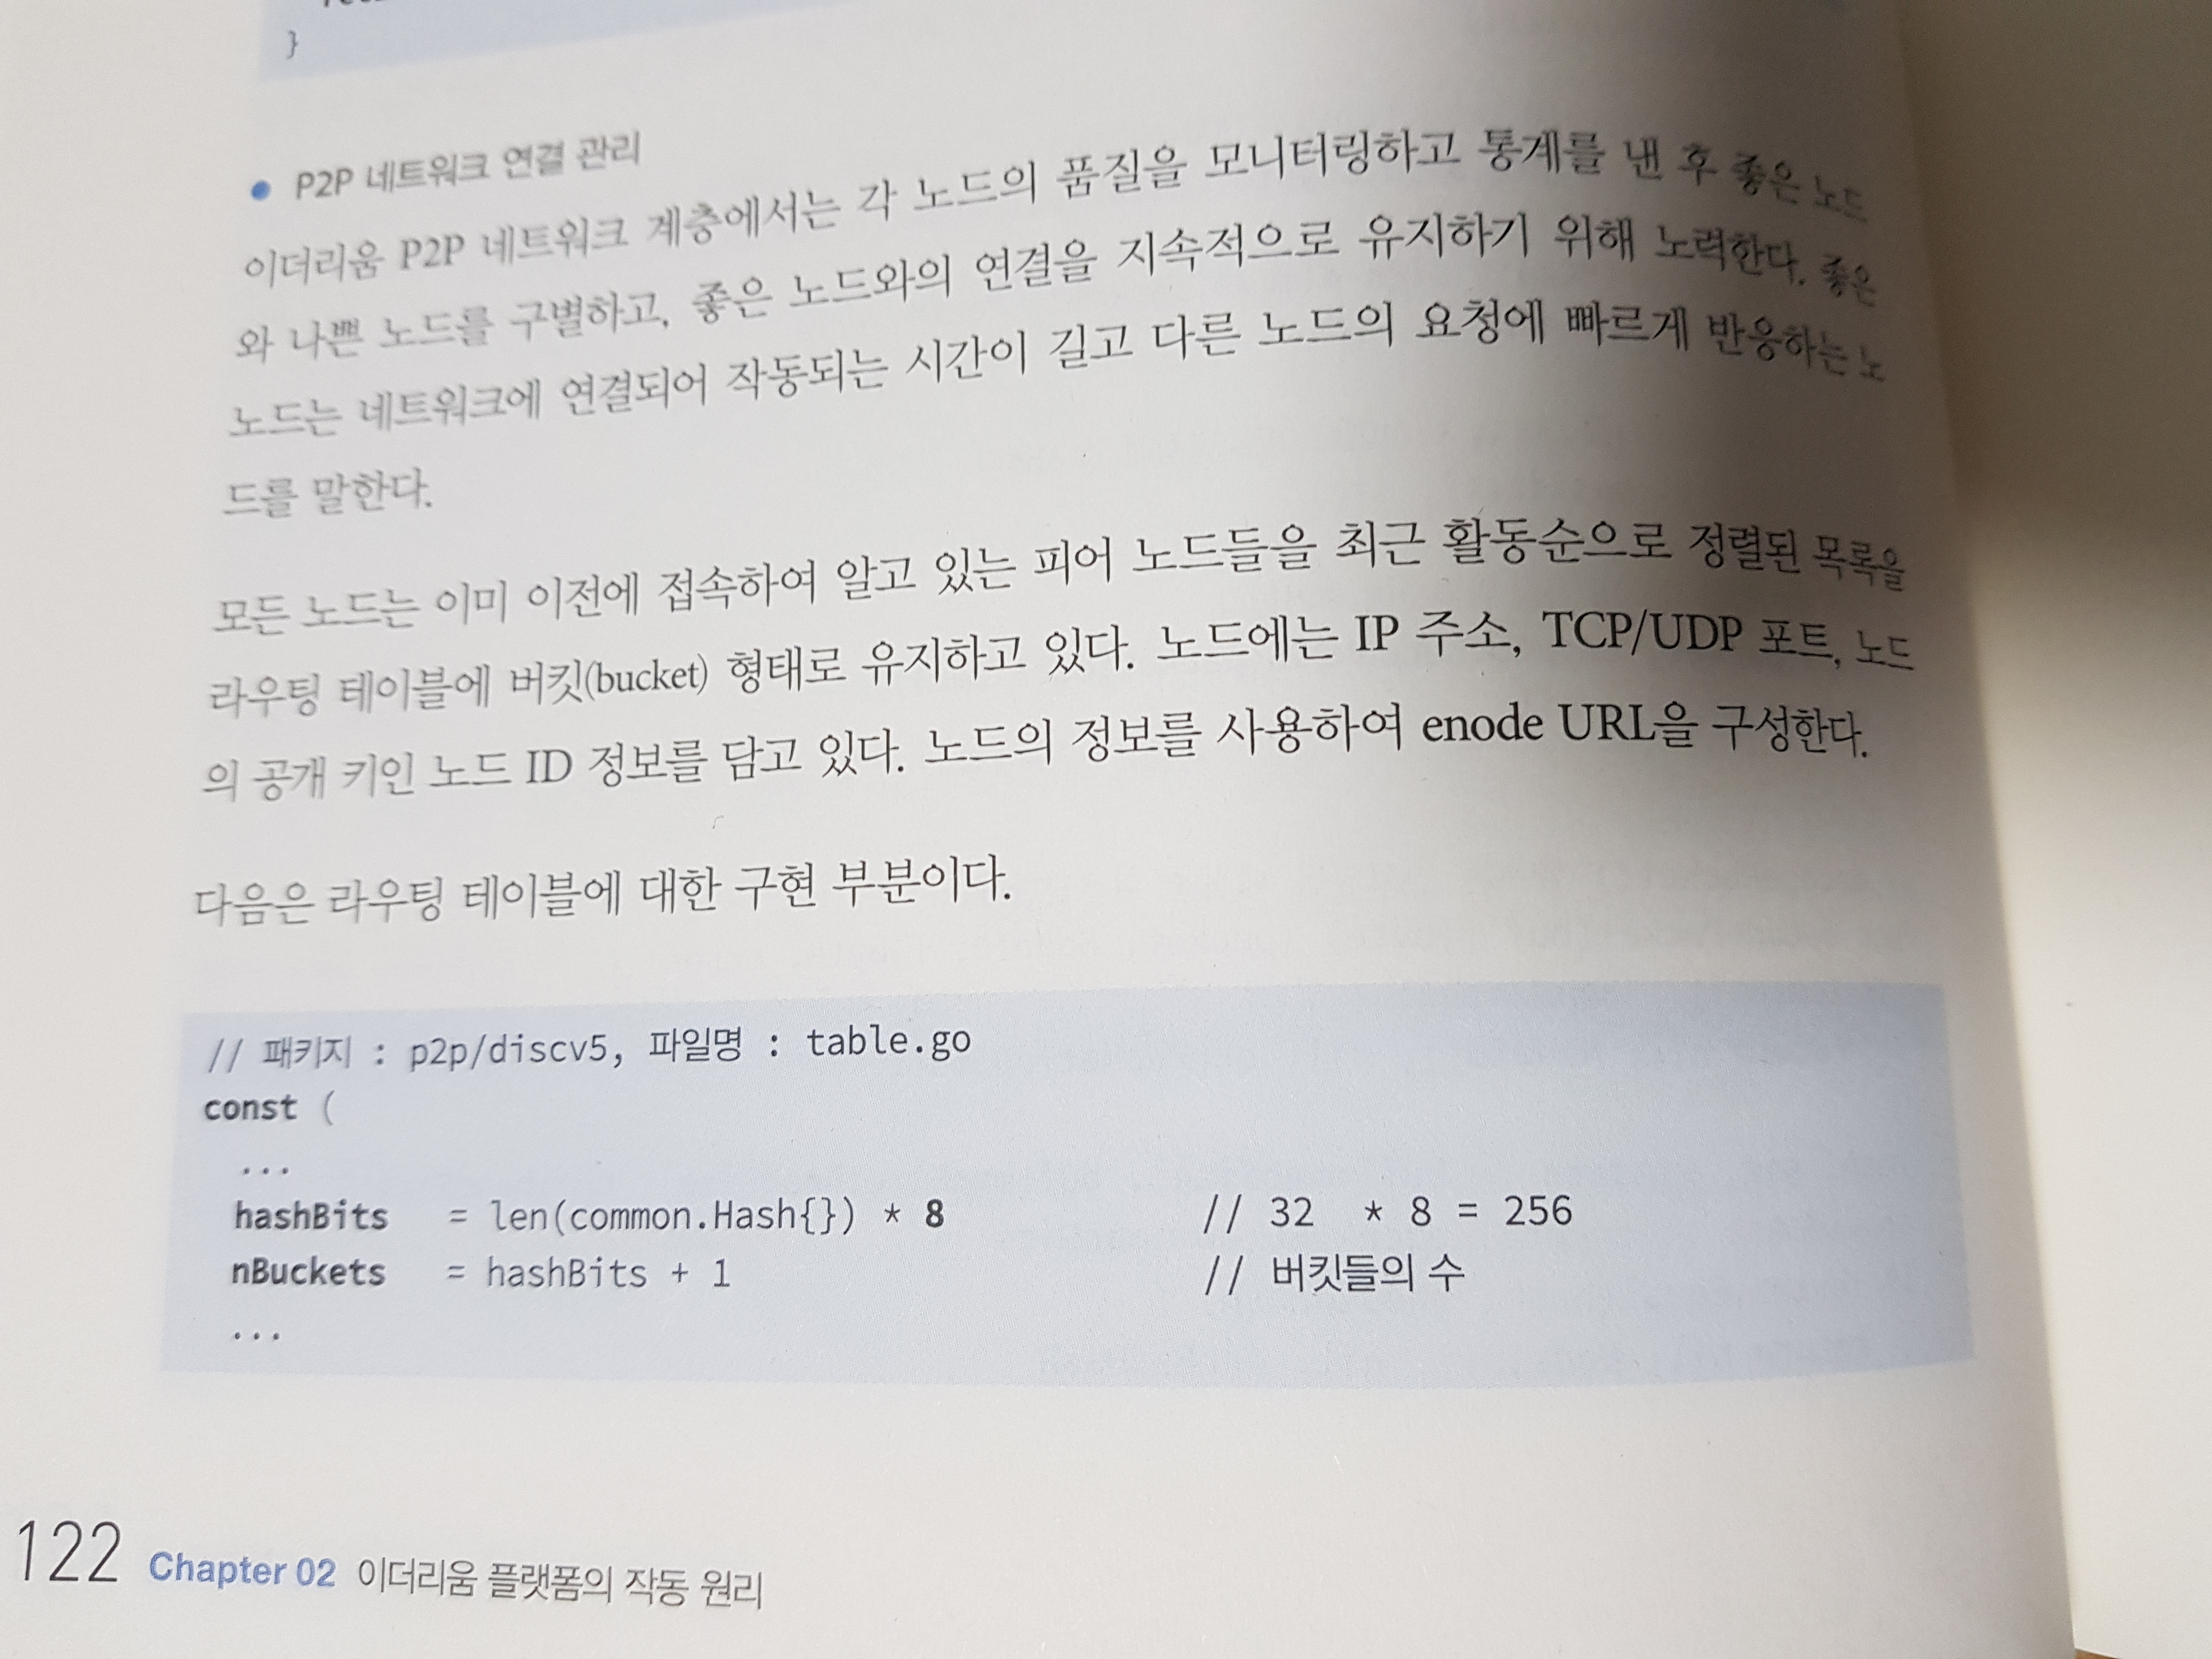 }
• P2P 네트워크 연결 관리
이더리움 P2P 네트워크 계층에서는 각 노드의 품질을 모니터링하고 통계를 낸 후 좋은 노드
와 나쁜 노드를 구별하고, 좋은 노드와의 연결을 지속적으로 유지하기 위해 노력한다. 좋은
노드는 네트워크에 연결되어 작동되는 시간이 길고 다른 노드의 요청에 빠르게 반응하는 노
드를 말한다.
모든 노드는 이미 이전에 접속하여 알고 있는 피어 노드들을 최근 활동순으로 정렬된 목록을
라우팅 테이블에 버킷(bucket) 형태로 유지하고 있다. 노드에는 IP 주소, TCP/UDP 포트, 노드
의 공개 키인 노드 ID 정보를 담고 있다. 노드의 정보를 사용하여 enode URL을 구성한다.
다음은 라우팅 테이블에 대한 구현 부분이다.
// 패키지 : p2p/discv5, 파일명 : table.go
const (
...
hashBits = len(common.Hash{}) * 8 // 32 * 8 = 256
nBuckets = hashBits + 1 // 버킷들의 수
...
122 Chapter 02 이더리움 플랫폼의 작동 원리